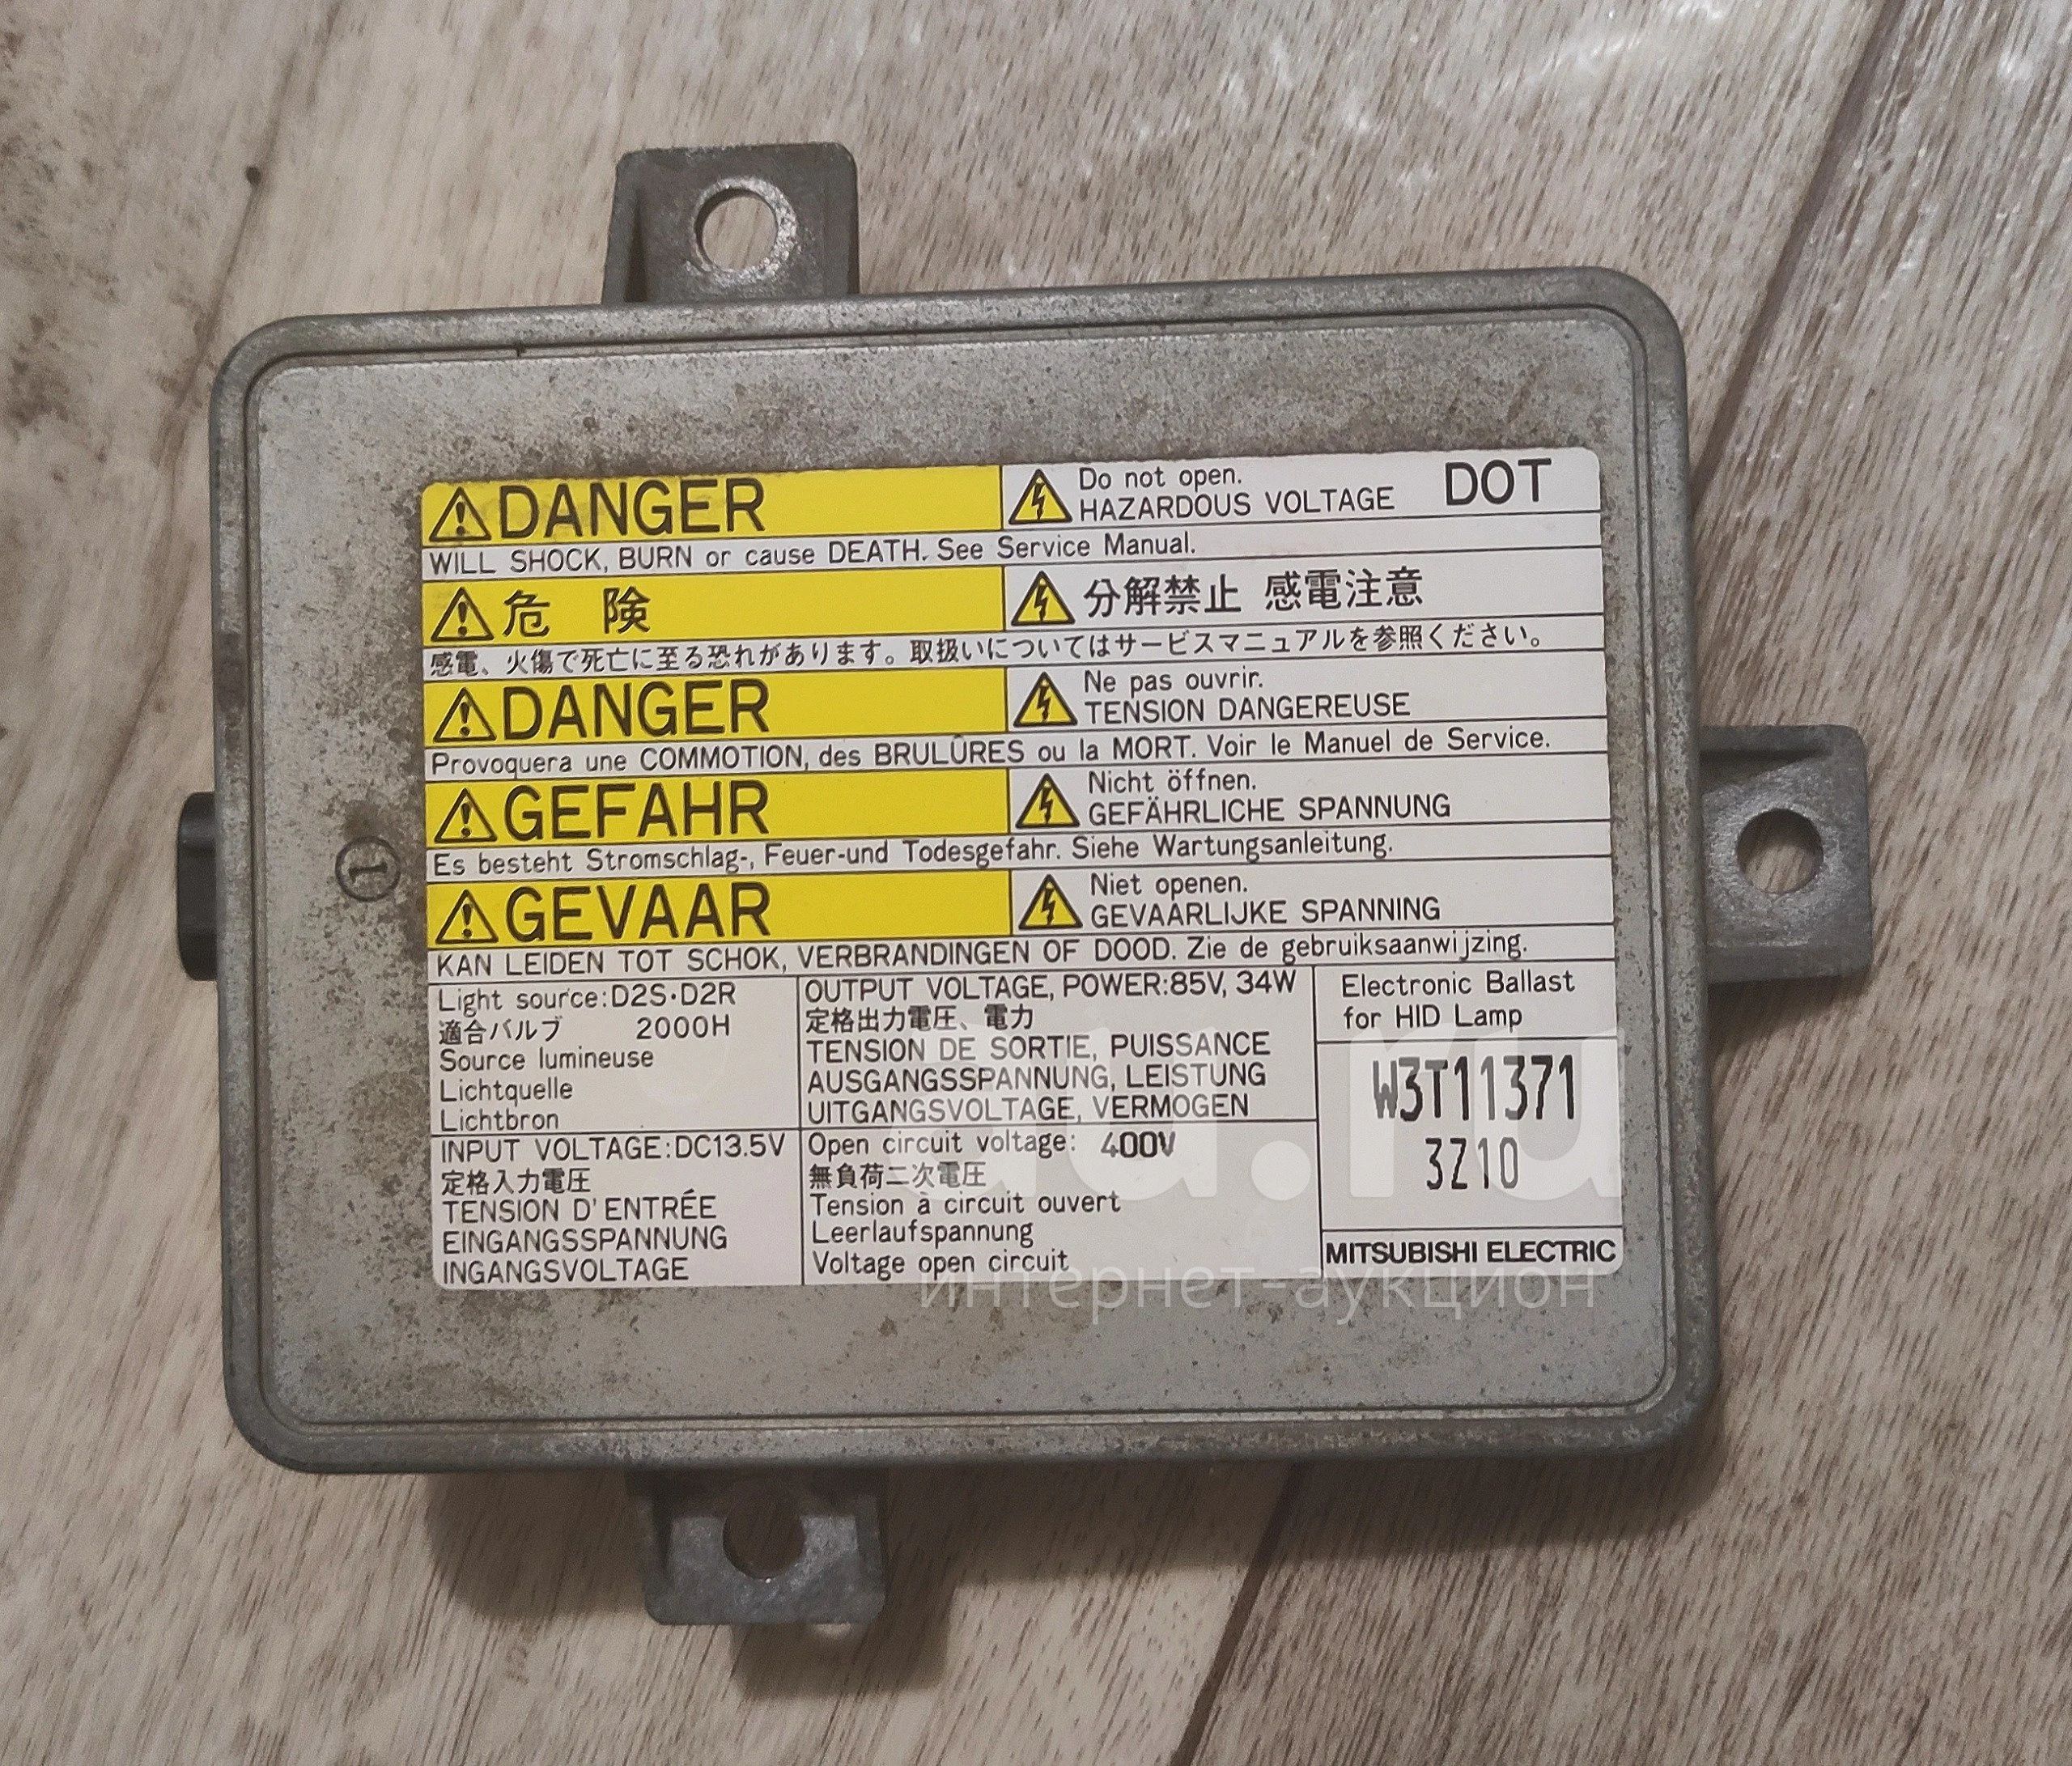 DANGER
Do not open.
HAZARDOUS VOLTAGE
DOT
WILL SHOCK, BURN or cause DEATH. See Service Manual.
危 険
分解禁止 感電注意
感電、火傷で死亡に至る恐れがあります。取扱いについてはサービスマニュアルを参照ください。
DANGER
Ne pas ouvrir.
TENSION DANGEREUSE
Provoquera une COMMOTION, des BRULÛRES ou la MORT. Voir le Manuel de Service.
GEFAHR
Nicht öffnen.
GEFÄHRLICHE SPANNUNG
Es besteht Stromschlag-, Feuer-und Todesgefahr. Siehe Wartungsanleitung.
GEVAAR
Niet openen.
GEVAARLIJKE SPANNING
KAN LEIDEN TOT SCHOK, VERBRANDINGEN OF DOOD. Zie de gebruiksaanwijzing.
Light source:D2S·D2R
適合バルブ 2000H
Source lumineuse
Lichtquelle
Lichtbron
OUTPUT VOLTAGE, POWER:85V, 34W
定格出力電圧、電力
TENSION DE SORTIE, PUISSANCE
AUSGANGSSPANNUNG, LEISTUNG
UITGANGSVOLTAGE, VERMOGEN
Electronic Ballast
for HID Lamp
W3T11371
3Z10
MITSUBISHI ELECTRIC
INPUT VOLTAGE:DC13.5V
定格入力電圧
TENSION D'ENTRÉE
EINGANGSSPANNUNG
INGANGSVOLTAGE
Open circuit voltage: 400V
無負荷二次電圧
Tension à circuit ouvert
Leerlaufspannung
Voltage open circuit
1
au.ru
интернет-аукцион